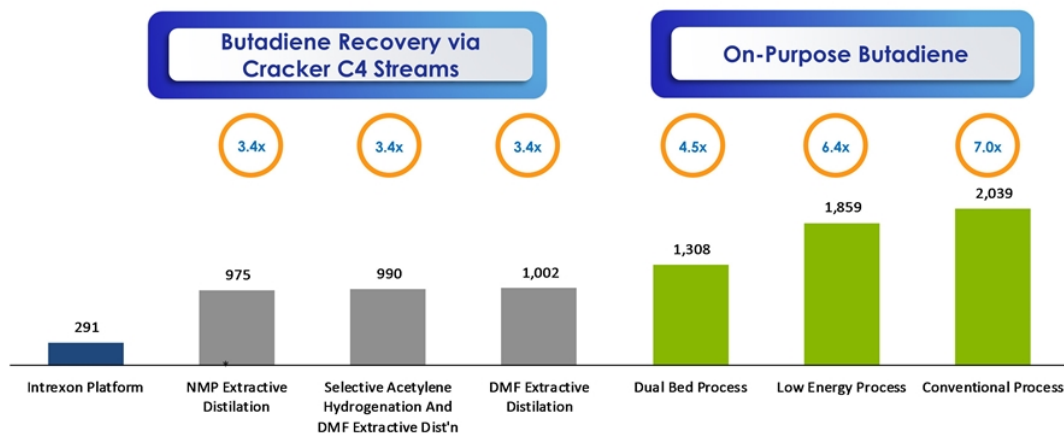 Butadiene Recovery via
Cracker C4 Streams
On-Purpose Butadiene
3.4x
3.4x
3.4x
4.5x
6.4x
7.0x
291
975
990
1,002
1,308
1,859
2,039
*
Intrexon Platform
NMP Extractive
Distilation
Selective Acetylene
Hydrogenation And
DMF Extractive Dist'n
DMF Extractive
Distilation
Dual Bed Process
Low Energy Process
Conventional Process